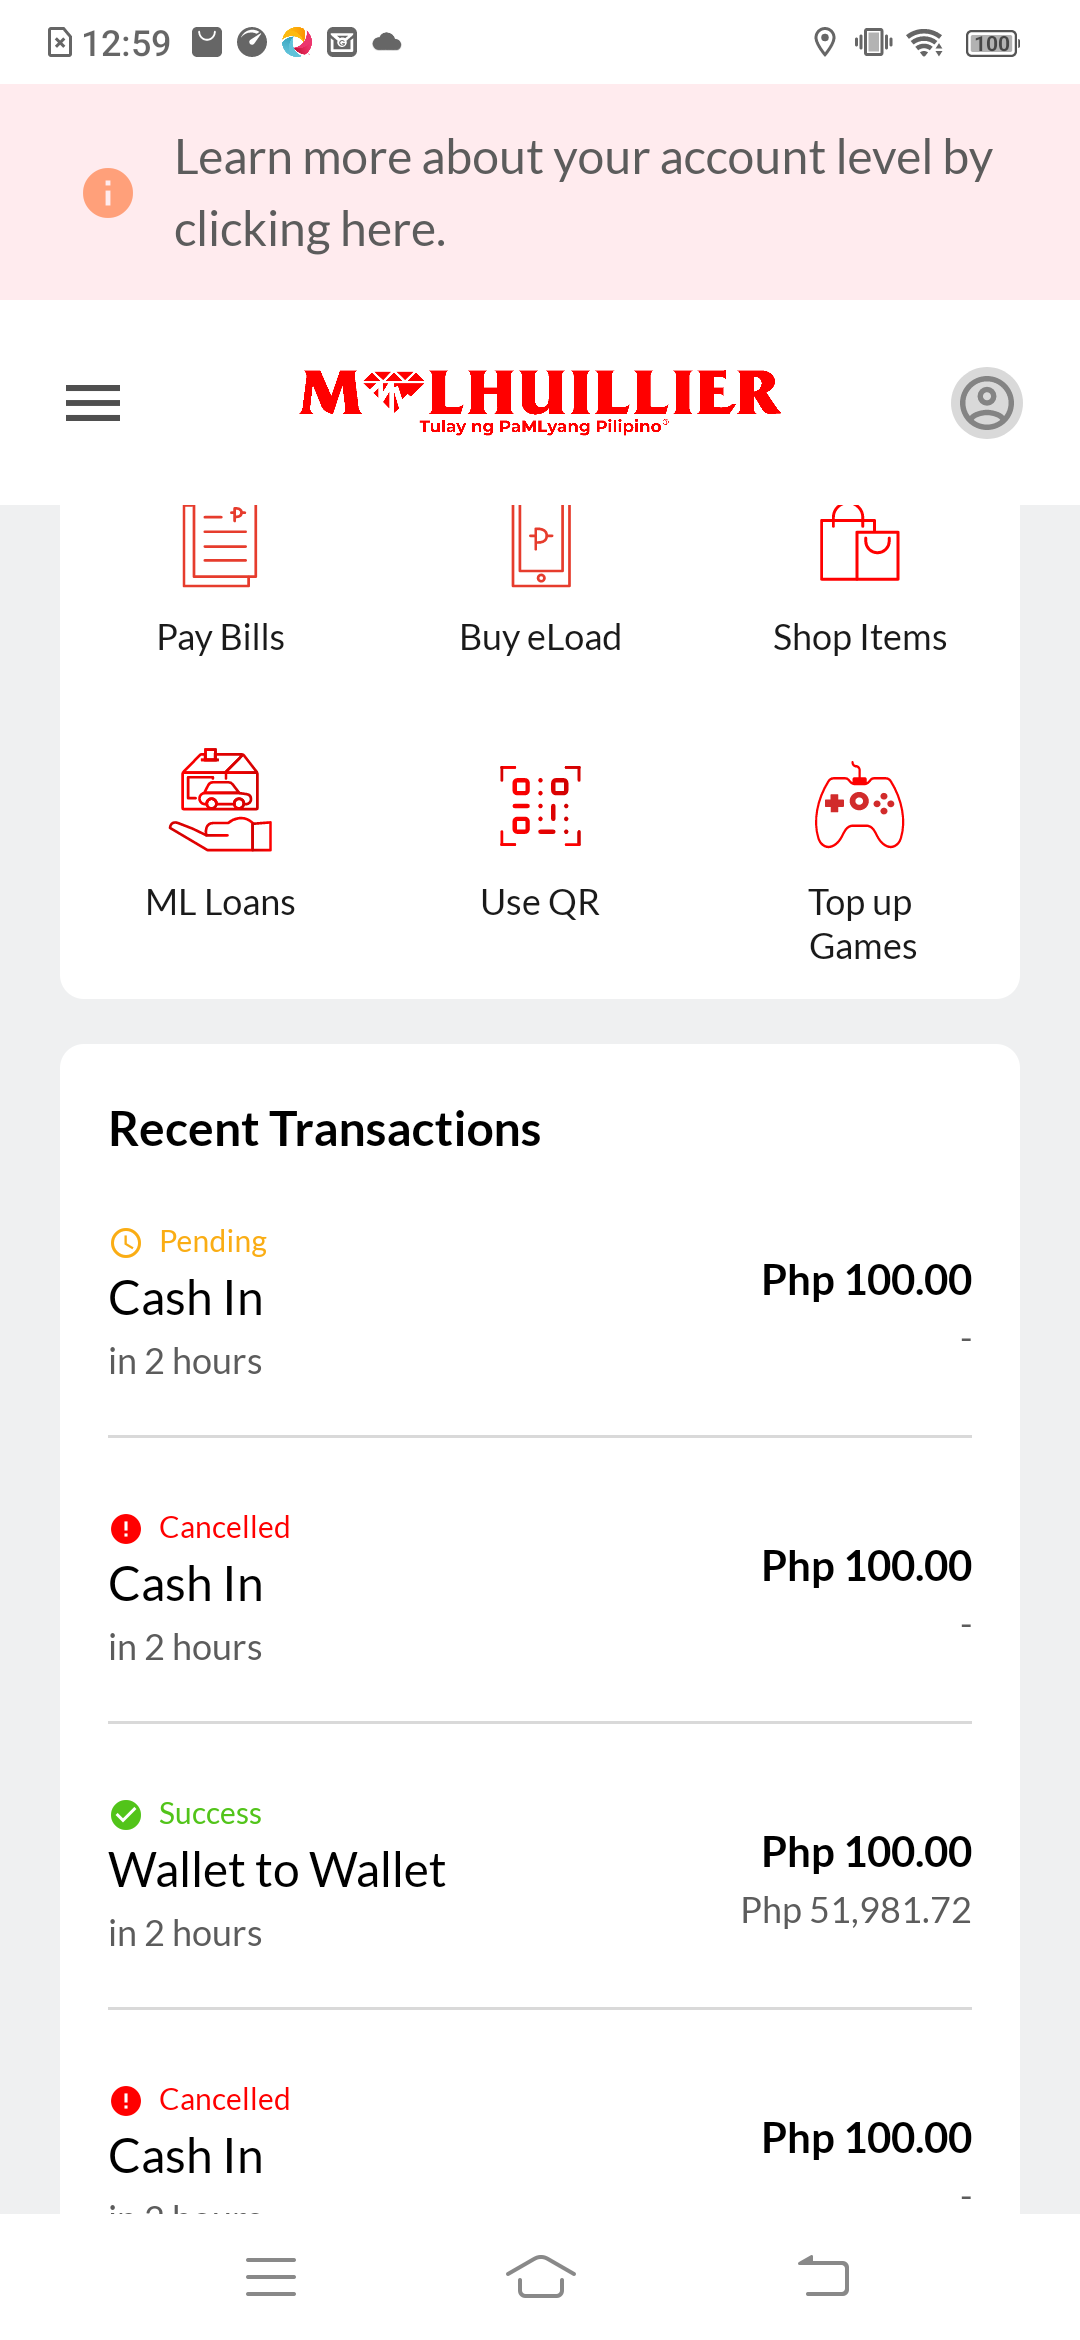 12:59
100
Learn more about your account level by
clicking here.
MLHUILLIER
Tulay ng PaMLyang Pilipino
Pay Bills
Buy eLoad
Shop Items
ML Loans
Use QR
Top up
Games
Recent Transactions
Pending
Cash In
Php 100.00
-
in 2 hours
Cancelled
Cash In
Php 100.00
-
in 2 hours
Success
Wallet to Wallet
Php 100.00
Php 51,981.72
in 2 hours
Cancelled
Cash In
Php 100.00
-